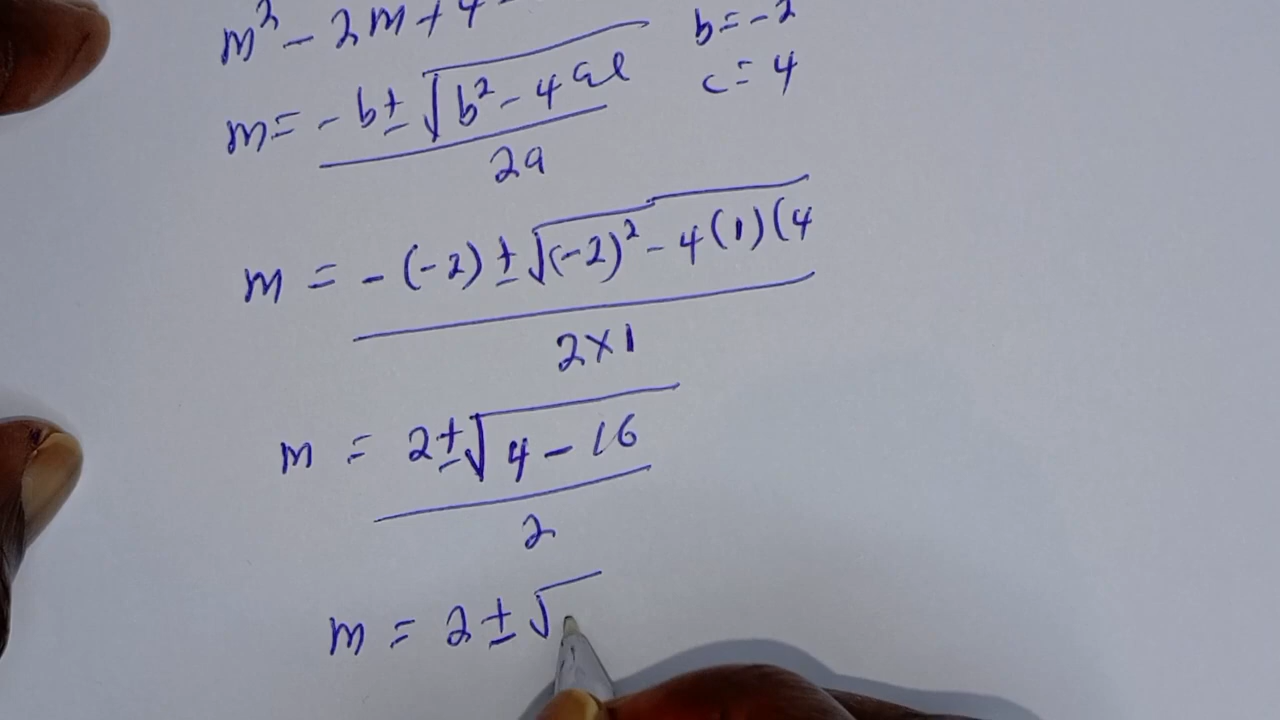 m² - 2m + 4
b = -2
c = 4
m = -b ± √(b² - 4ac)
2a
m = -(-2) ± √(-2)² - 4(1)(4
2×1
m = 2 ± √4 - 16
2
m = 2 ± √